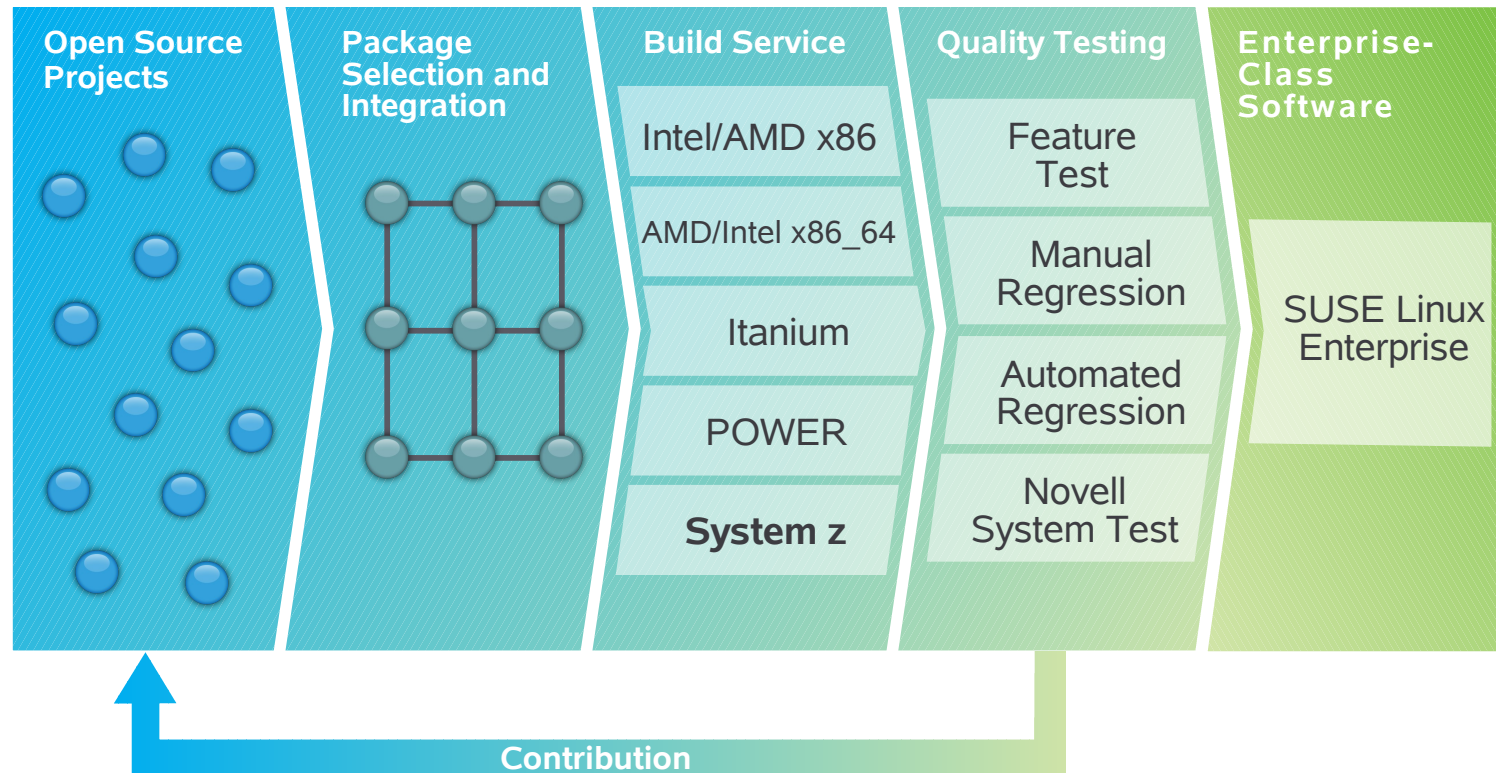 Open Source
Projects
Package
Selection and
Integration
Build Service
Intel/AMD x86
AMD/Intel x86_64
Itanium
POWER
System z
Quality Testing
Feature
Test
Manual
Regression
Automated
Regression
Novell
System Test
Enterprise-
Class
Software
SUSE Linux
Enterprise
Contribution